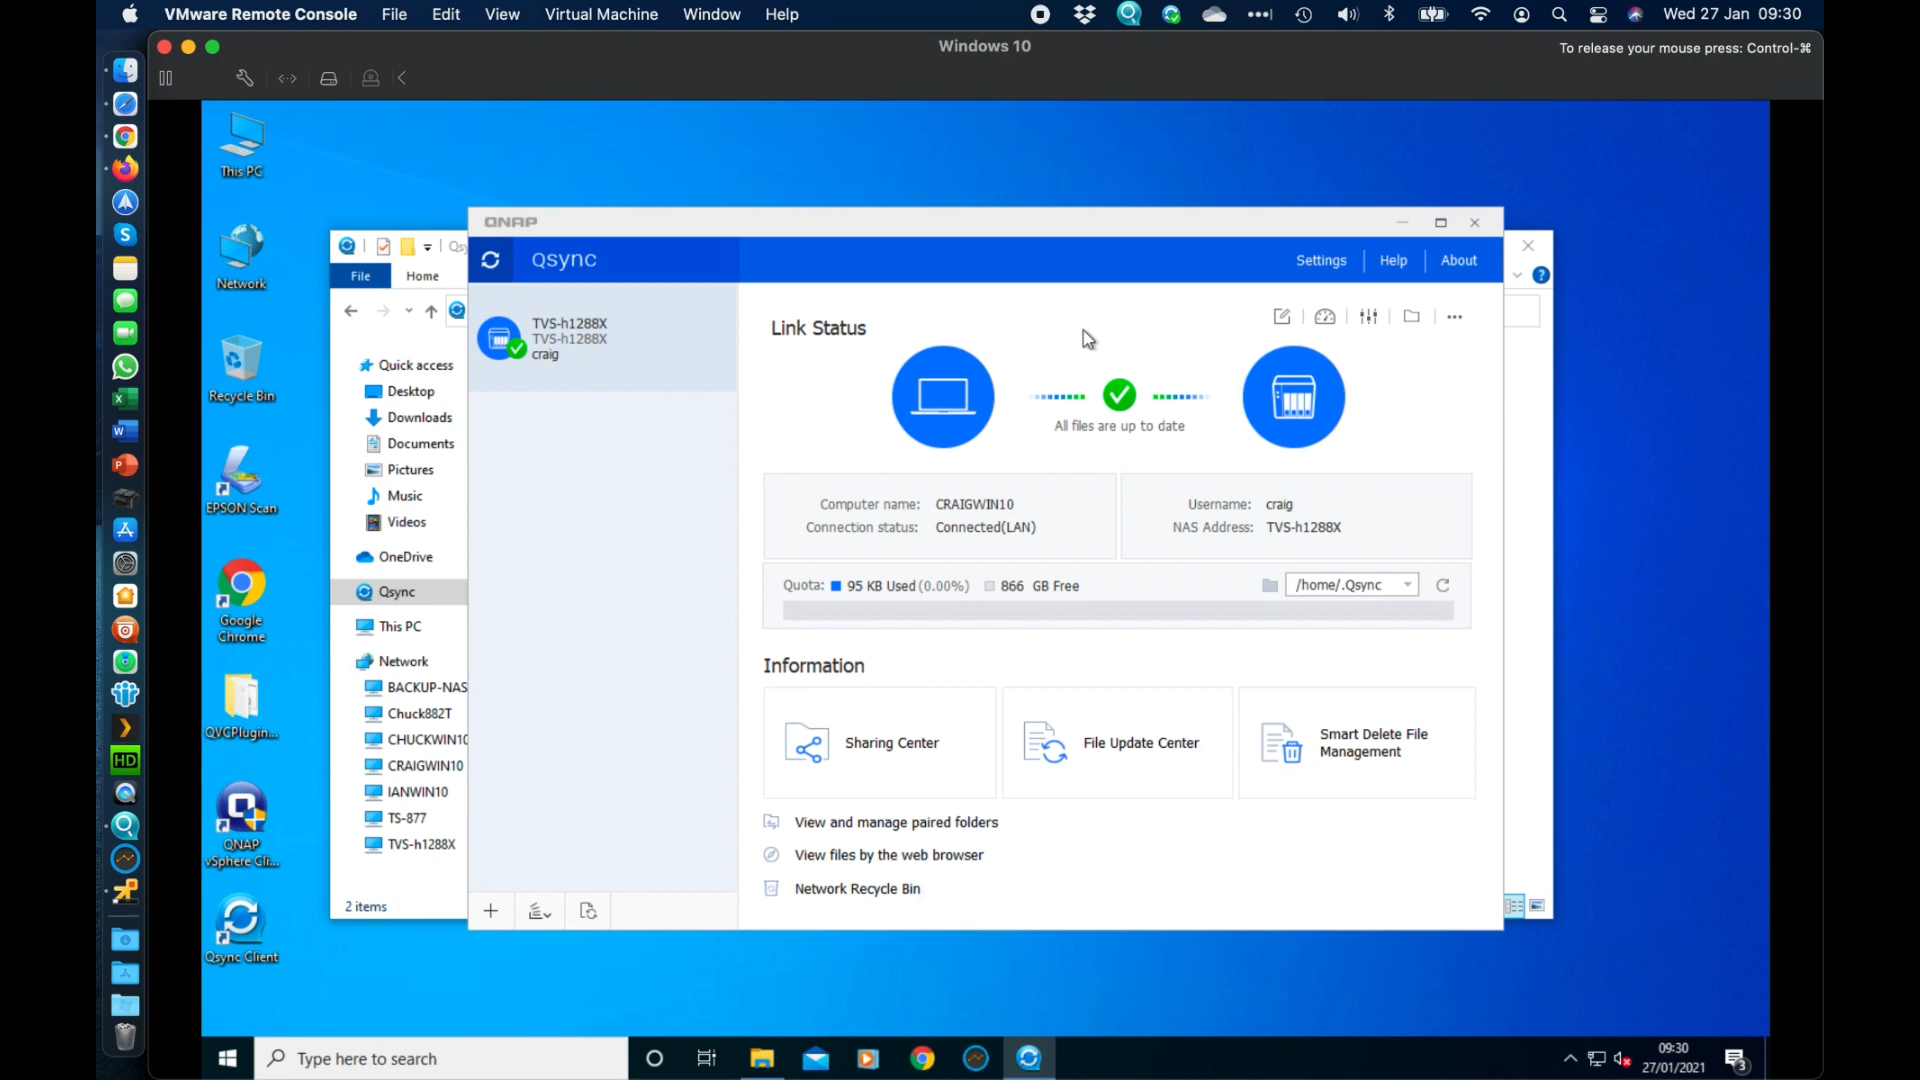 VMware Remote Console File Edit View Virtual Machine Window Help
Wed 27 Jan 09:30
Windows 10
To release your mouse press: Control-⌘
This PC
Network
Recycle Bin
EPSON Scan
Google
Chrome
QVCPlugin...
QNAP
vSphere Cli...
Qsync Client
File
Home
Quick access
Desktop
Downloads
Documents
Pictures
Music
Videos
OneDrive
Qsync
This PC
Network
BACKUP-NAS
Chuck882T
CHUCKWIN10
CRAIGWIN10
IANWIN10
TS-877
TVS-h1288X
2 items
QNAP
Qsync
Settings
Help
About
TVS-h1288X
TVS-h1288X
craig
Link Status
All files are up to date
Computer name: CRAIGWIN10
Connection status: Connected(LAN)
Username: craig
NAS Address: TVS-h1288X
Quota: 95 KB Used(0.00%) 866 GB Free
/home/.Qsync
Information
Sharing Center
File Update Center
Smart Delete File
Management
View and manage paired folders
View files by the web browser
Network Recycle Bin
Type here to search
09:30
27/01/2021
3